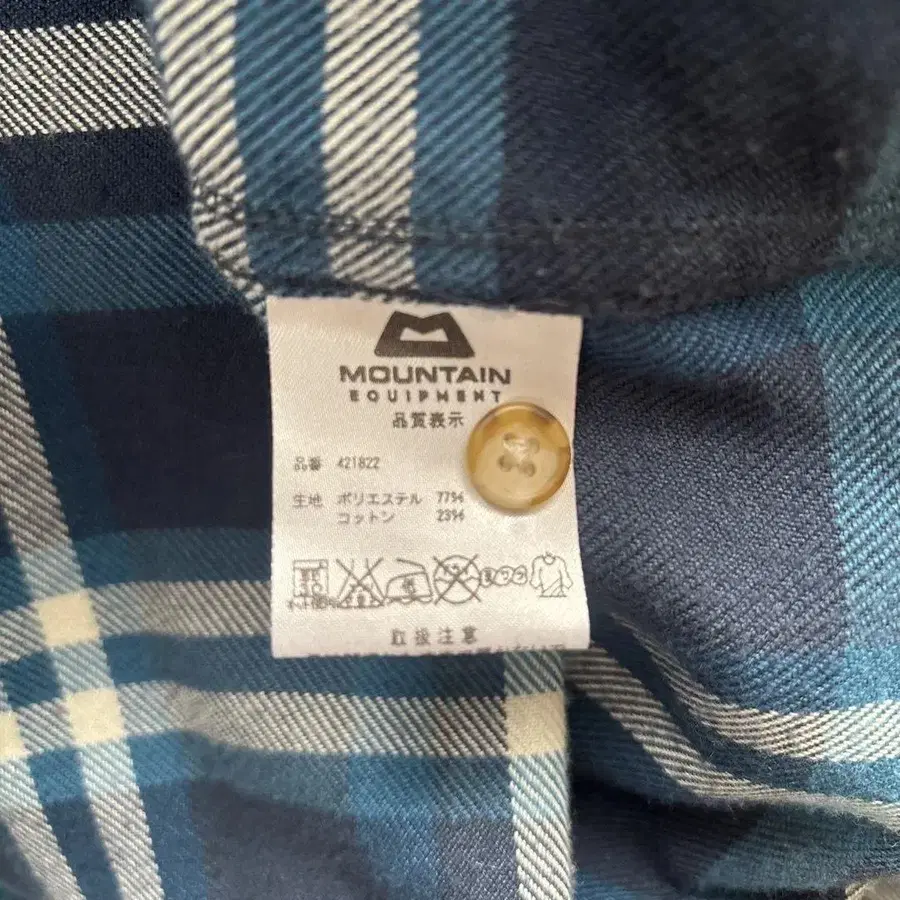 MOUNTAIN
EQUIPMENT
品質表示
品番 421822
生地 ポリエステル 77%
コットン 23%
取扱注意